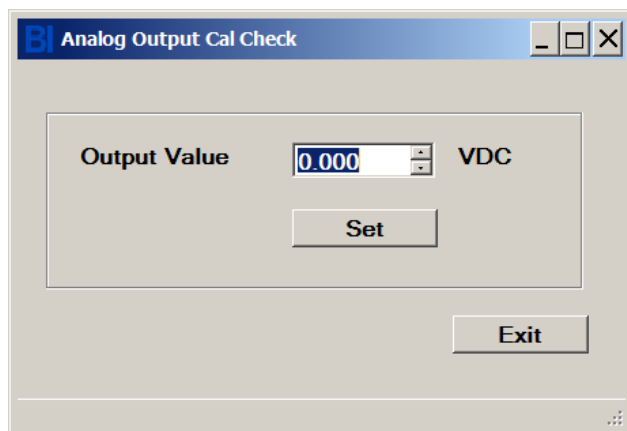 BI Analog Output Cal Check
Output Value 0.000 VDC
Set
Exit